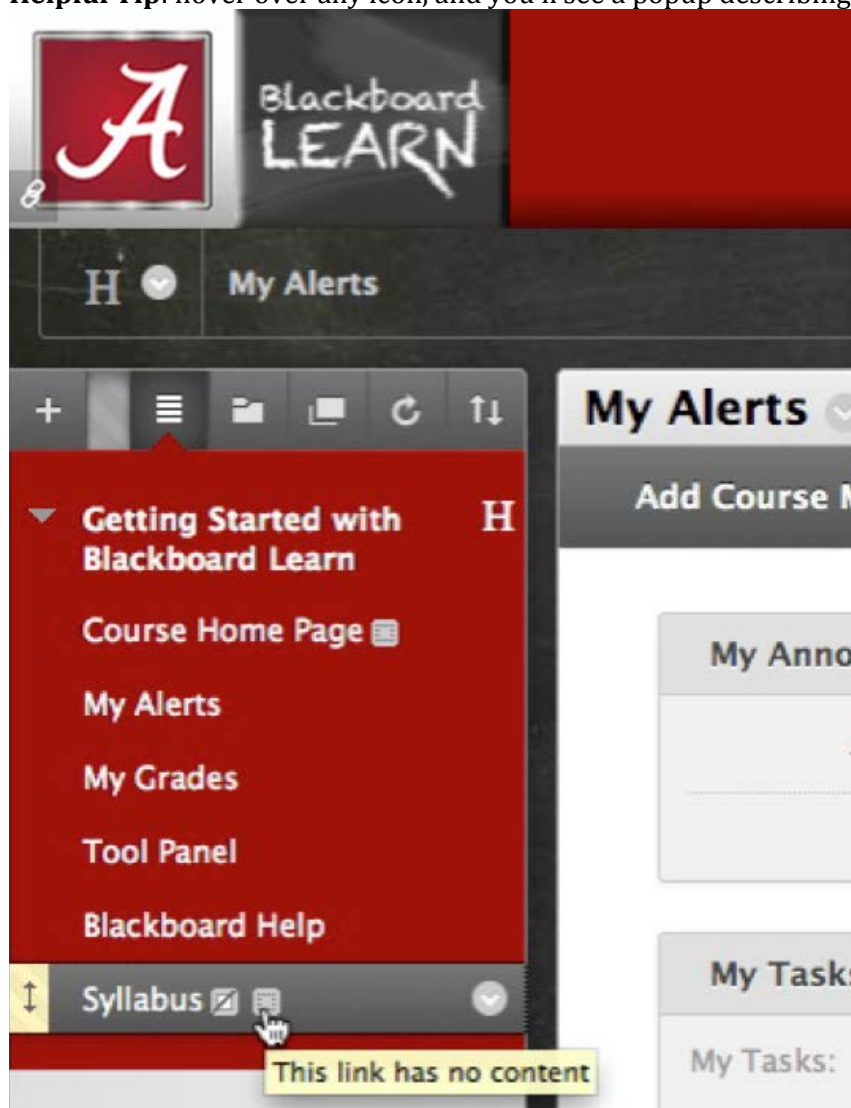 Helpful Tip: hover over any icon, and you'll see a popup describing
A
Blackboard
LEARN
H
My Alerts
My Alerts
Add Course M
Getting Started with
Blackboard Learn
H
Course Home Page
My Alerts
My Grades
Tool Panel
Blackboard Help
Syllabus
This link has no content
My Anno
My Tasks
My Tasks: